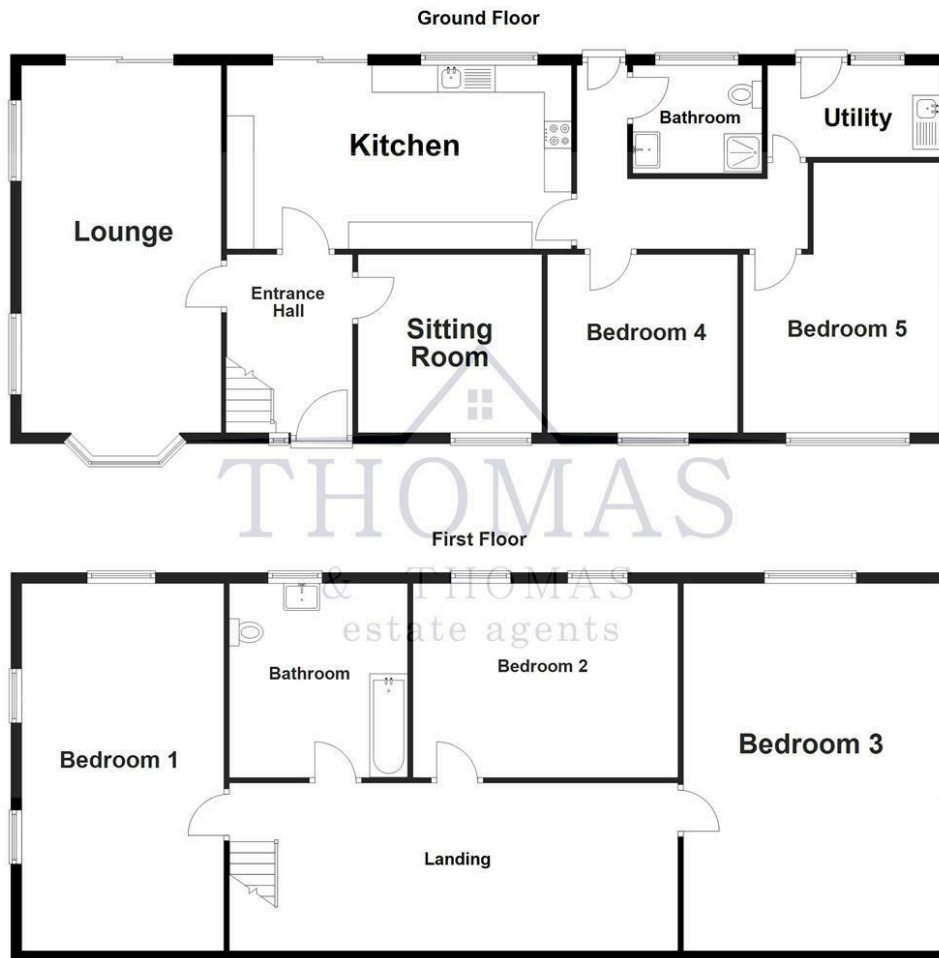 Ground Floor
Lounge
Kitchen
Bathroom
Utility
Entrance
Hall
Sitting
Room
Bedroom 4
Bedroom 5
THOMAS
& THOMAS
estate agents
First Floor
Bedroom 1
Bathroom
Bedroom 2
Bedroom 3
Landing